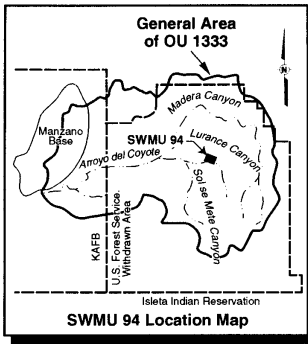 General Area
of OU 1333
N
Madera Canyon
Manzano
Base
SWMU 94
Lurance Canyon
Arroyo del Coyote
Sol se Mete Canyon
KAFB
U.S. Forest Service
Withdrawn Area
Isleta Indian Reservation
SWMU 94 Location Map